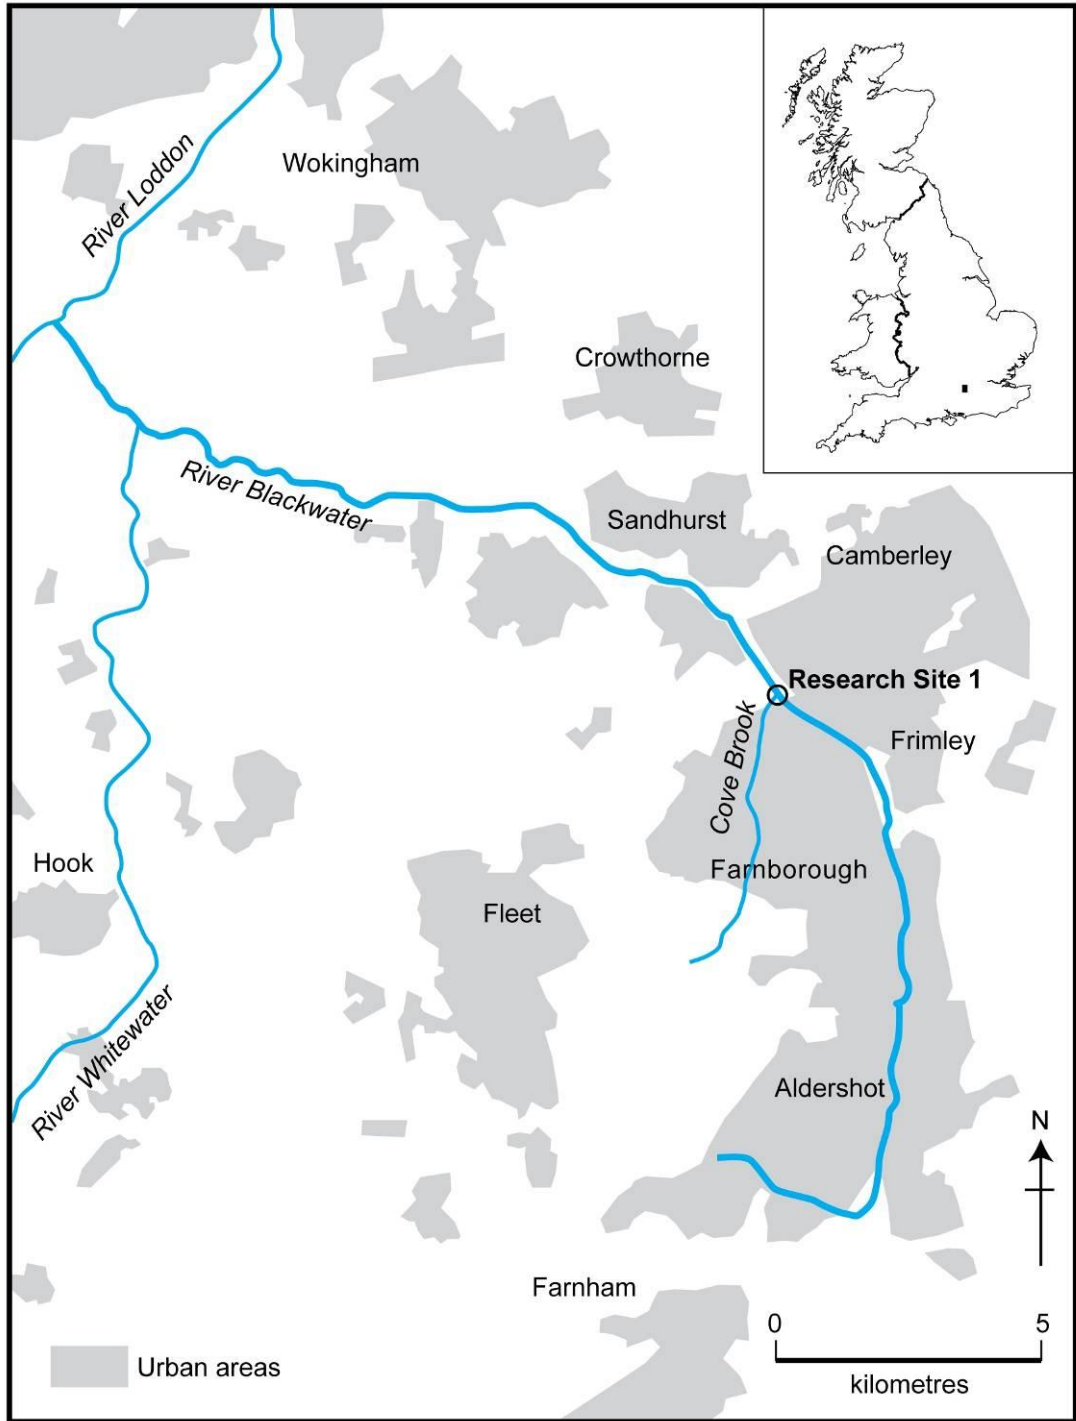 River Loddon
Wokingham
Crowthorne
River Blackwater
Sandhurst
Camberley
Research Site 1
Cove Brook
Frimley
Hook
Farnborough
Fleet
River Whitewater
Aldershot
N
Farnham
0 5
kilometres
Urban areas